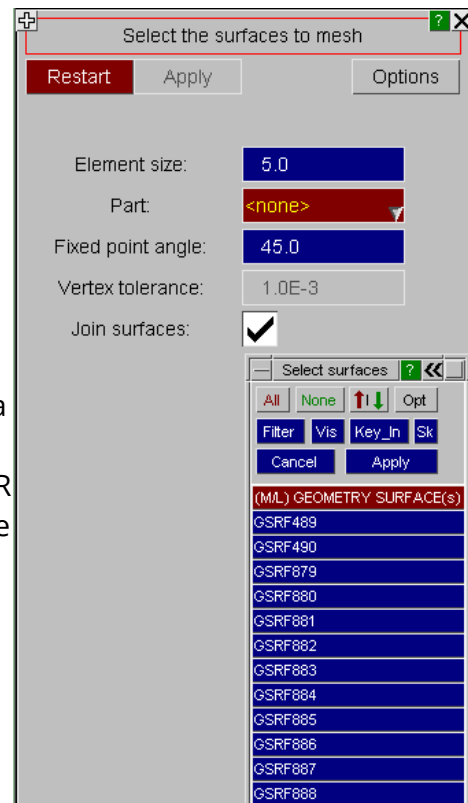 ?
Select the surfaces to mesh
Restart Apply Options
Element size: 5.0
Part: <none>
Fixed point angle: 45.0
Vertex tolerance: 1.0E-3
Join surfaces:
a
R
e
Select surfaces ?
All None Opt
Filter Vis Key_In Sk
Cancel Apply
(M/L) GEOMETRY SURFACE(s)
GSRF489
GSRF490
GSRF879
GSRF880
GSRF881
GSRF882
GSRF883
GSRF884
GSRF885
GSRF886
GSRF887
GSRF888